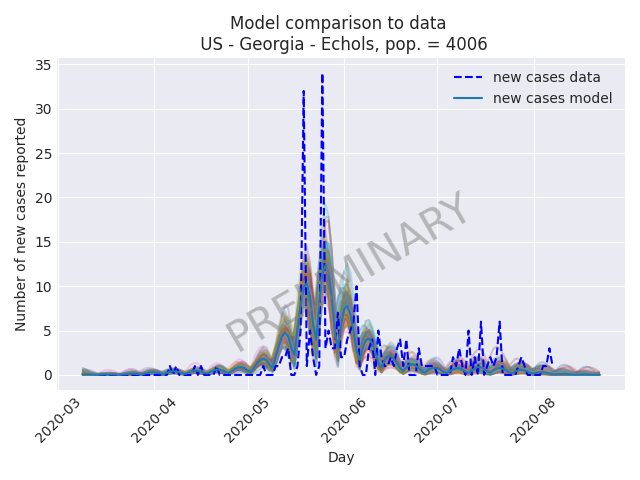 Model comparison to data
US - Georgia - Echols, pop. = 4006
35
30
25
20
15
10
5
0
Number of new cases reported
new cases data
new cases model
PRELIMINARY
2020-03
2020-04
2020-05
2020-06
2020-07
2020-08
Day